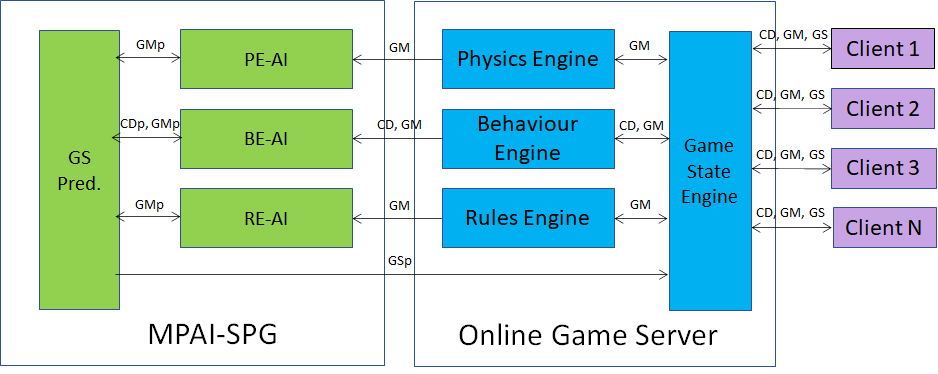 GMp
PE-AI
GM
Physics Engine
GM
CD, GM, GS
Client 1
CDp, GMp
BE-AI
CD, GM
Behaviour
Engine
CD, GM
CD, GM, GS
Client 2
GS
Pred.
Game
State
Engine
CD, GM, GS
Client 3
GMp
RE-AI
GM
Rules Engine
GM
CD, GM, GS
Client N
GSp
MPAI-SPG
Online Game Server